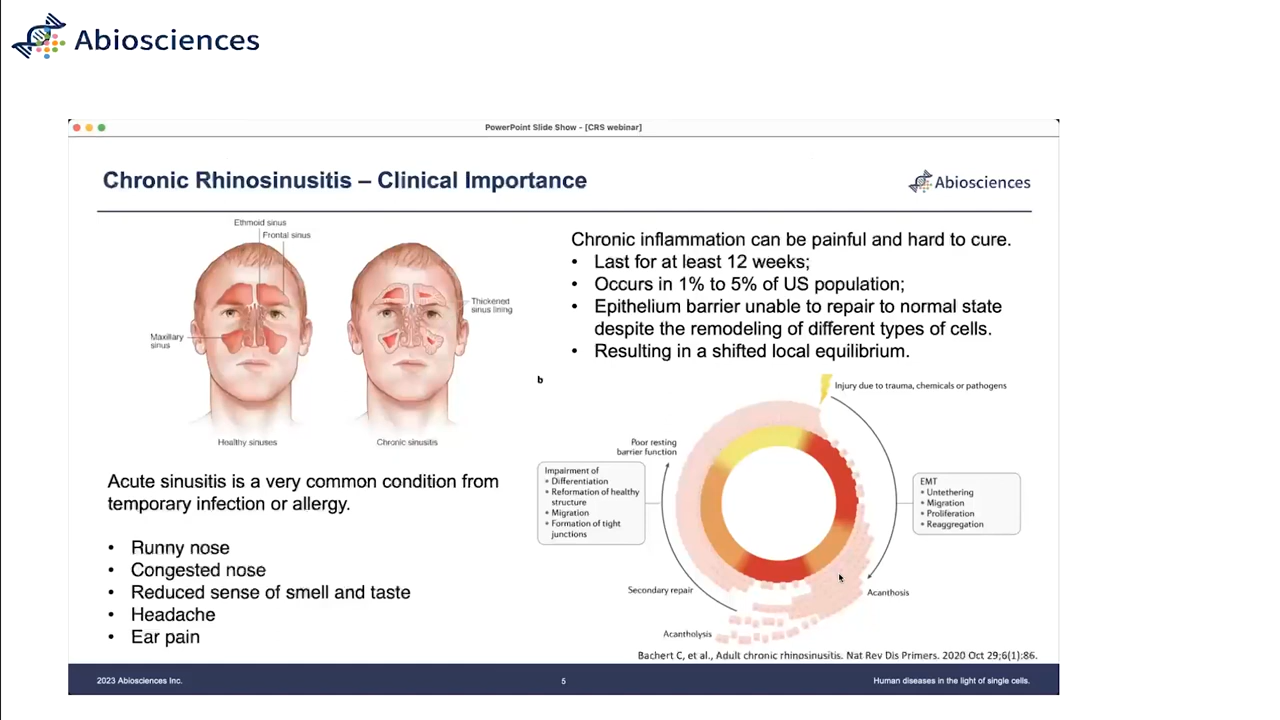 Abiosciences
PowerPoint Slide Show - [CRS webinar]
Chronic Rhinosinusitis – Clinical Importance
Abiosciences
Ethmoid sinus
Frontal sinus
Maxillary
sinus
Thickened
sinus lining
Healthy sinuses
Chronic sinusitis
Acute sinusitis is a very common condition from
temporary infection or allergy.
• Runny nose
• Congested nose
• Reduced sense of smell and taste
• Headache
• Ear pain
Chronic inflammation can be painful and hard to cure.
• Last for at least 12 weeks;
• Occurs in 1% to 5% of US population;
• Epithelium barrier unable to repair to normal state
despite the remodeling of different types of cells.
• Resulting in a shifted local equilibrium.
b
Injury due to trauma, chemicals or pathogens
Poor resting
barrier function
Impairment of
• Differentiation
• Reformation of healthy
structure
• Migration
• Formation of tight
junctions
EMT
• Untethering
• Migration
• Proliferation
• Reaggregation
Secondary repair
Acanthosis
Acantholysis
Bachert C, et al., Adult chronic rhinosinusitis. Nat Rev Dis Primers. 2020 Oct 29;6(1):86.
2023 Abiosciences Inc.
5
Human diseases in the light of single cells.